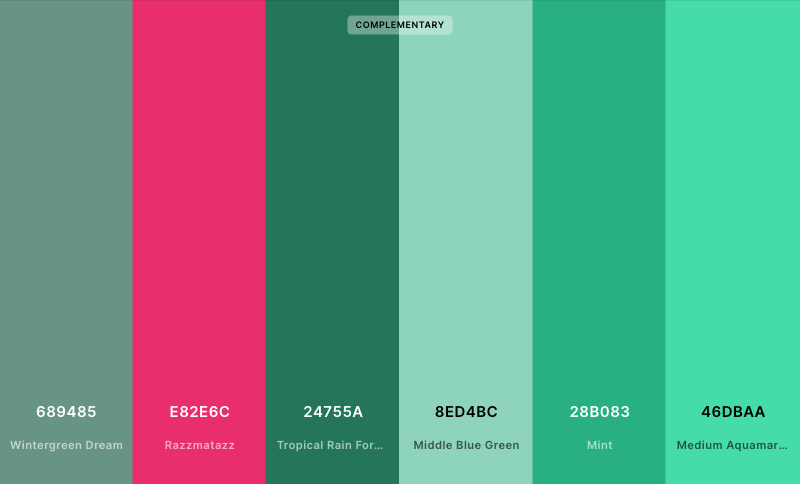 COMPLEMENTARY
689485
Wintergreen Dream
E82E6C
Razzmatazz
24755A
Tropical Rain For...
8ED4BC
Middle Blue Green
28B083
Mint
46DBAA
Medium Aquamar...